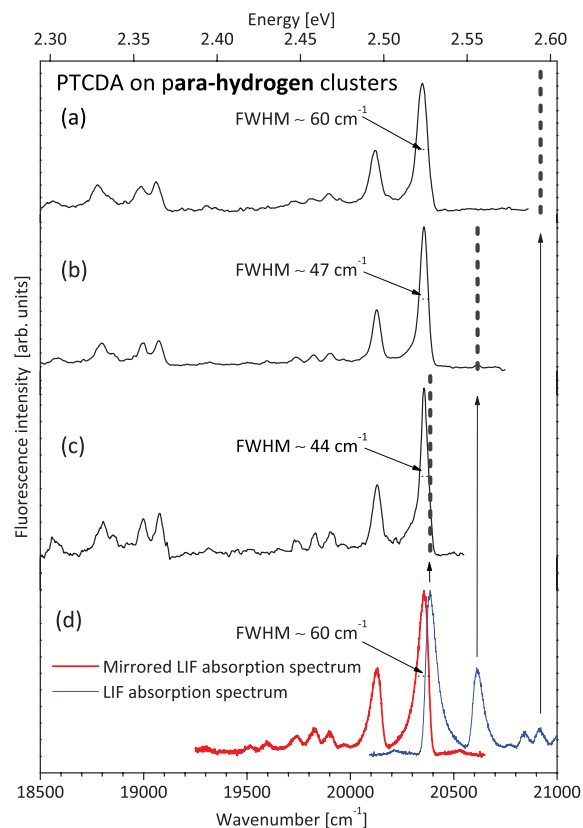 Energy [eV]
2.30 2.35 2.40 2.45 2.50 2.55 2.60
PTCDA on para-hydrogen clusters
(a)
FWHM ~ 60 cm-1
(b)
FWHM ~ 47 cm-1
(c)
FWHM ~ 44 cm-1
(d)
FWHM ~ 60 cm-1
Mirrored LIF absorption spectrum
LIF absorption spectrum
Fluorescence intensity [arb. units]
18500 19000 19500 20000 20500 21000
Wavenumber [cm-1]